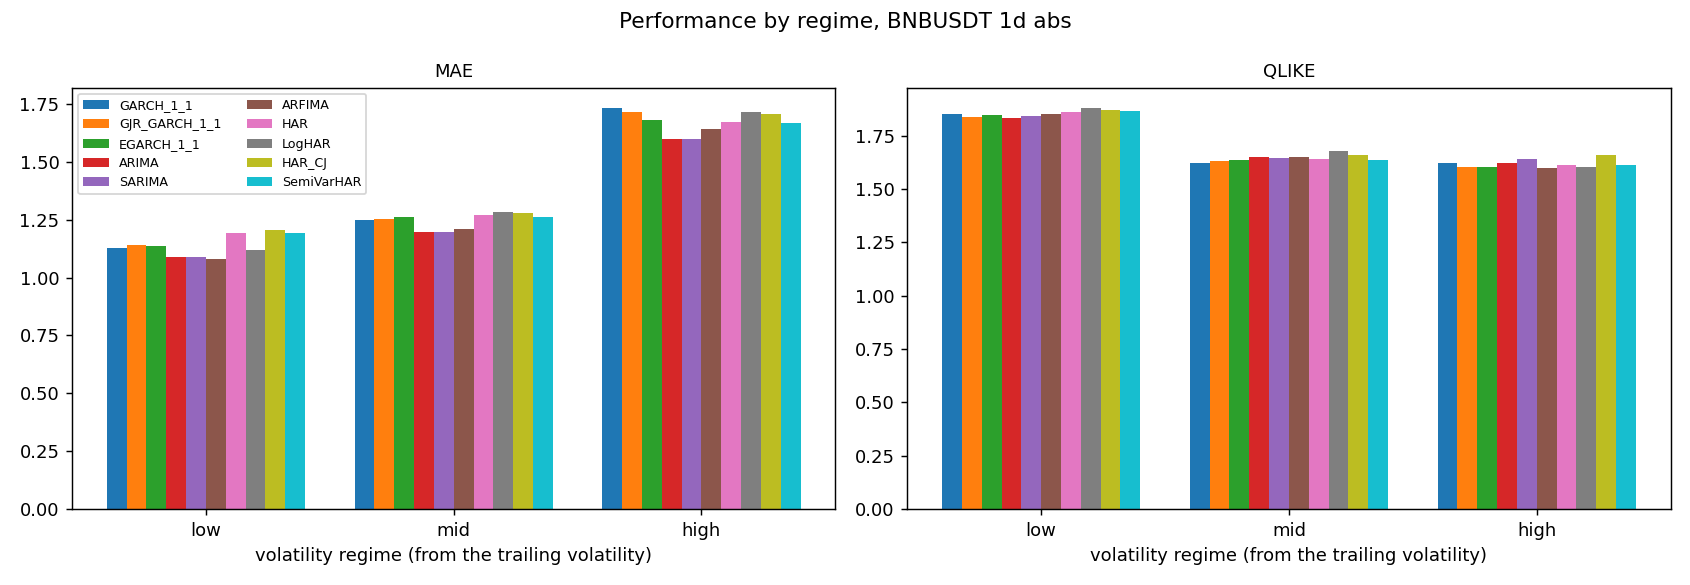 Performance by regime, BNBUSDT 1d abs
MAE
1.75
1.50
1.25
1.00
0.75
0.50
0.25
0.00
GARCH_1_1
GJR_GARCH_1_1
EGARCH_1_1
ARIMA
SARIMA
ARFIMA
HAR
LogHAR
HAR_CJ
SemiVarHAR
low mid high
volatility regime (from the trailing volatility)
QLIKE
1.75
1.50
1.25
1.00
0.75
0.50
0.25
0.00
low mid high
volatility regime (from the trailing volatility)